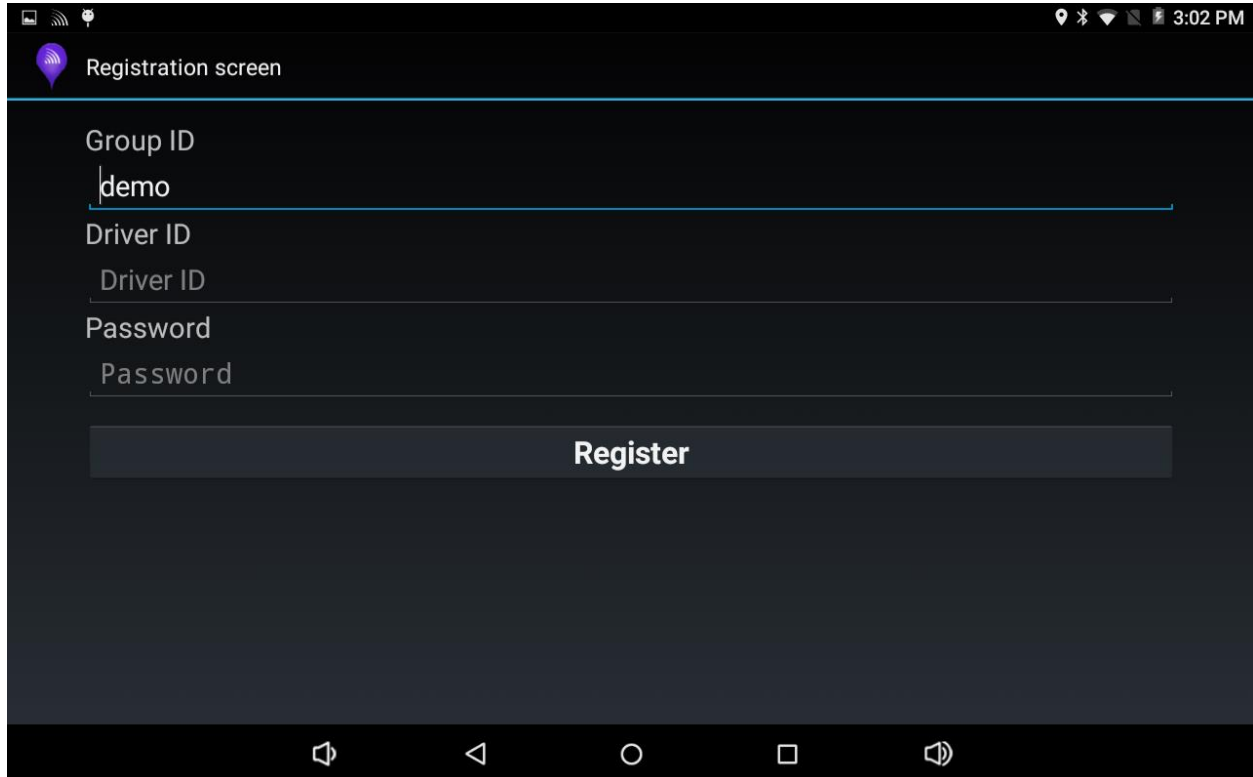 3:02 PM
Registration screen
Group ID
demo
Driver ID
Driver ID
Password
Password
Register